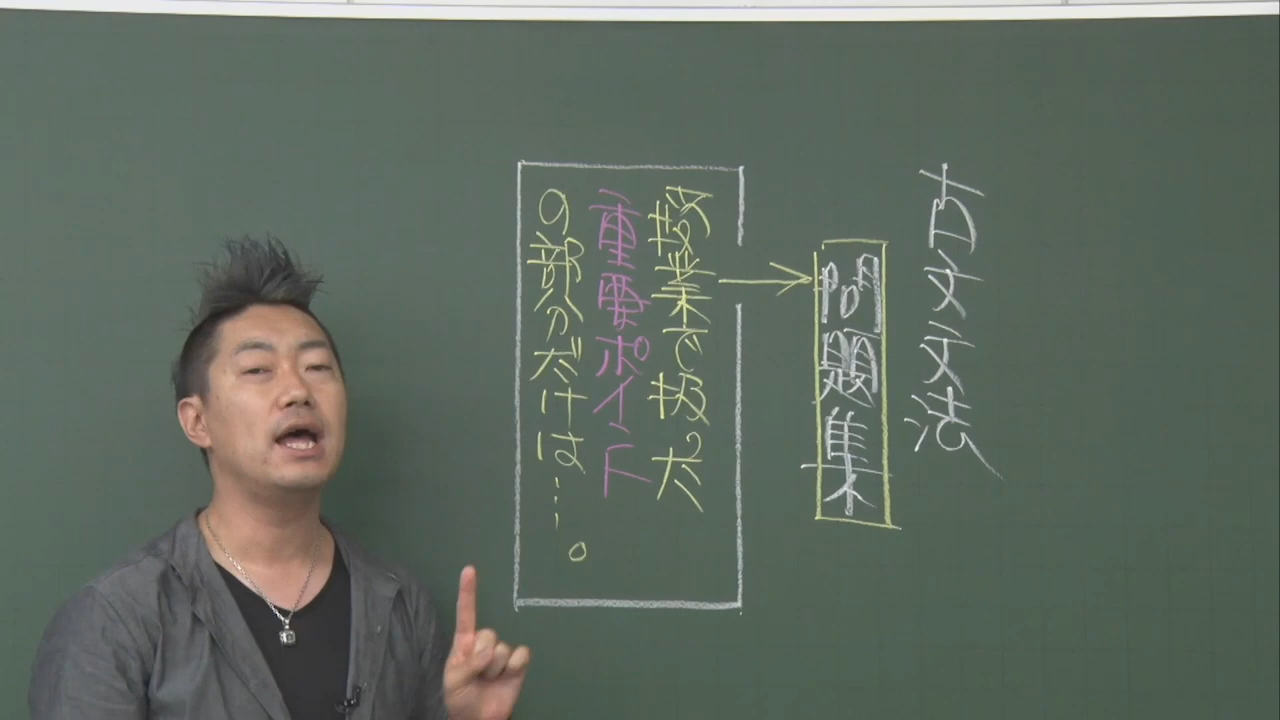 古文文法
問題集
授業で扱った
重要ポイント
の部分だけは…。